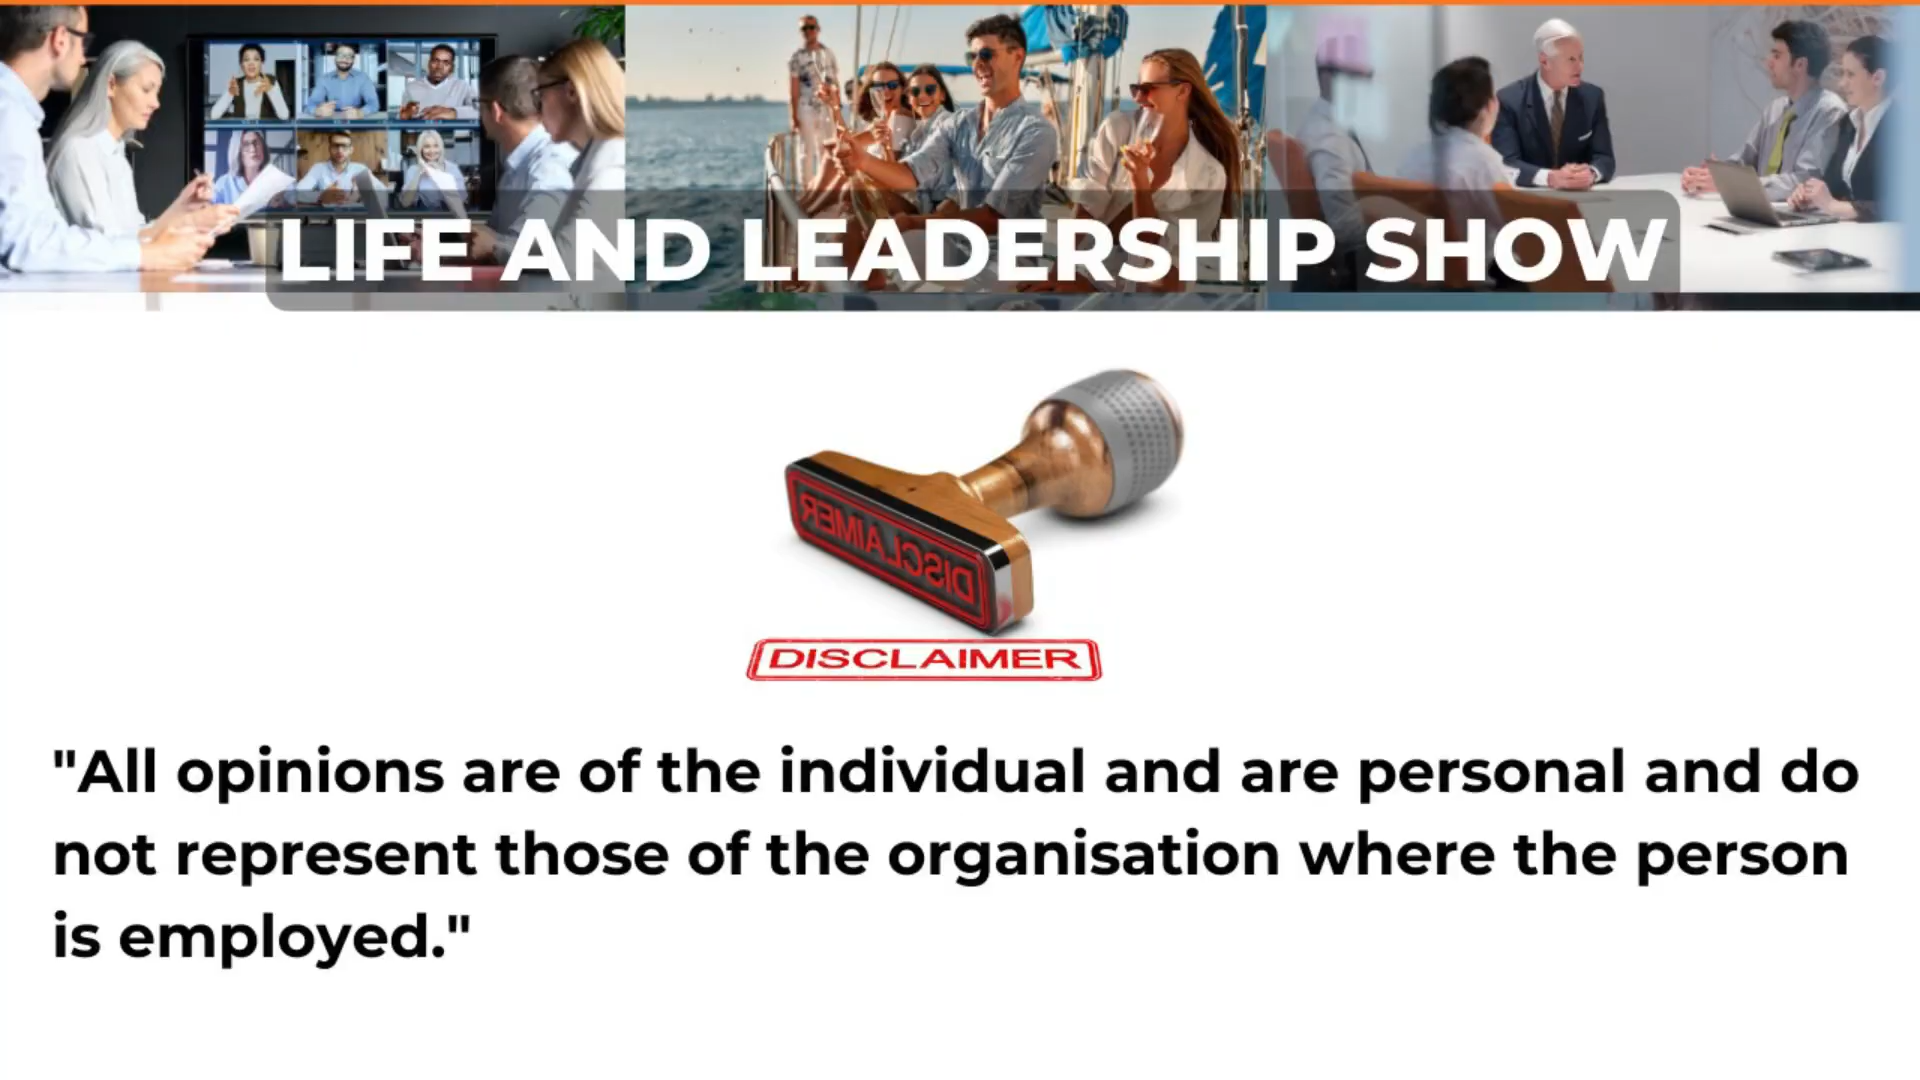 LIFE AND LEADERSHIP SHOW
DISCLAIMER
DISCLAIMER
"All opinions are of the individual and are personal and do
not represent those of the organisation where the person
is employed."